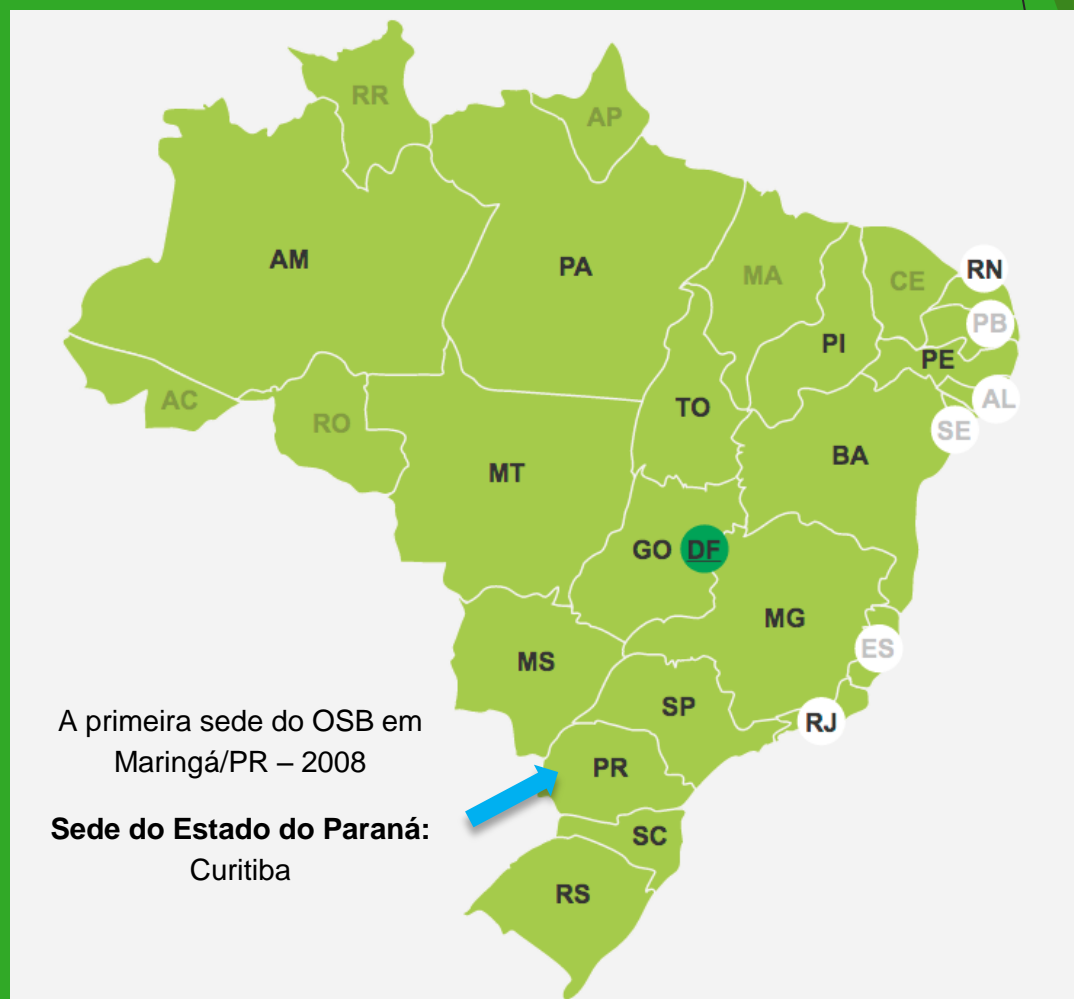 RR
AP
AM
PA
MA
CE
RN
PB
PI
PE
AC
RO
TO
AL
SE
MT
BA
GO DF
MG
ES
MS
SP
RJ
A primeira sede do OSB em
Maringá/PR – 2008
PR
Sede do Estado do Paraná:
Curitiba
SC
RS